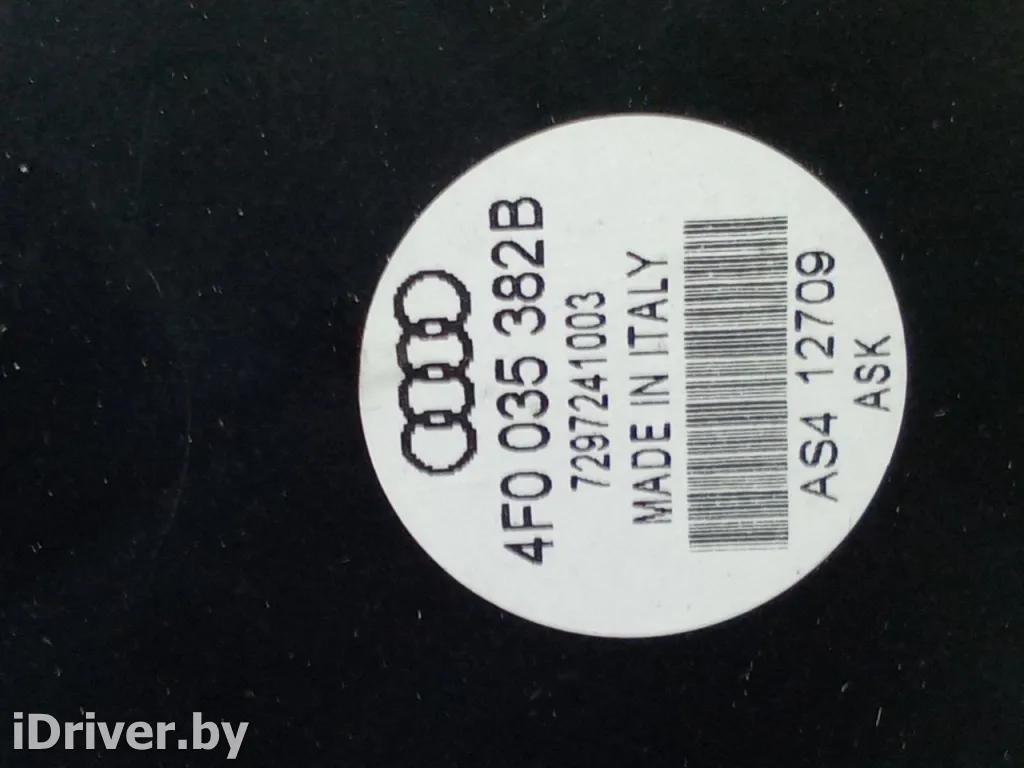 4F0 035 382B
7297241003
MADE IN ITALY
AS4 12709
ASK
iDriver.by